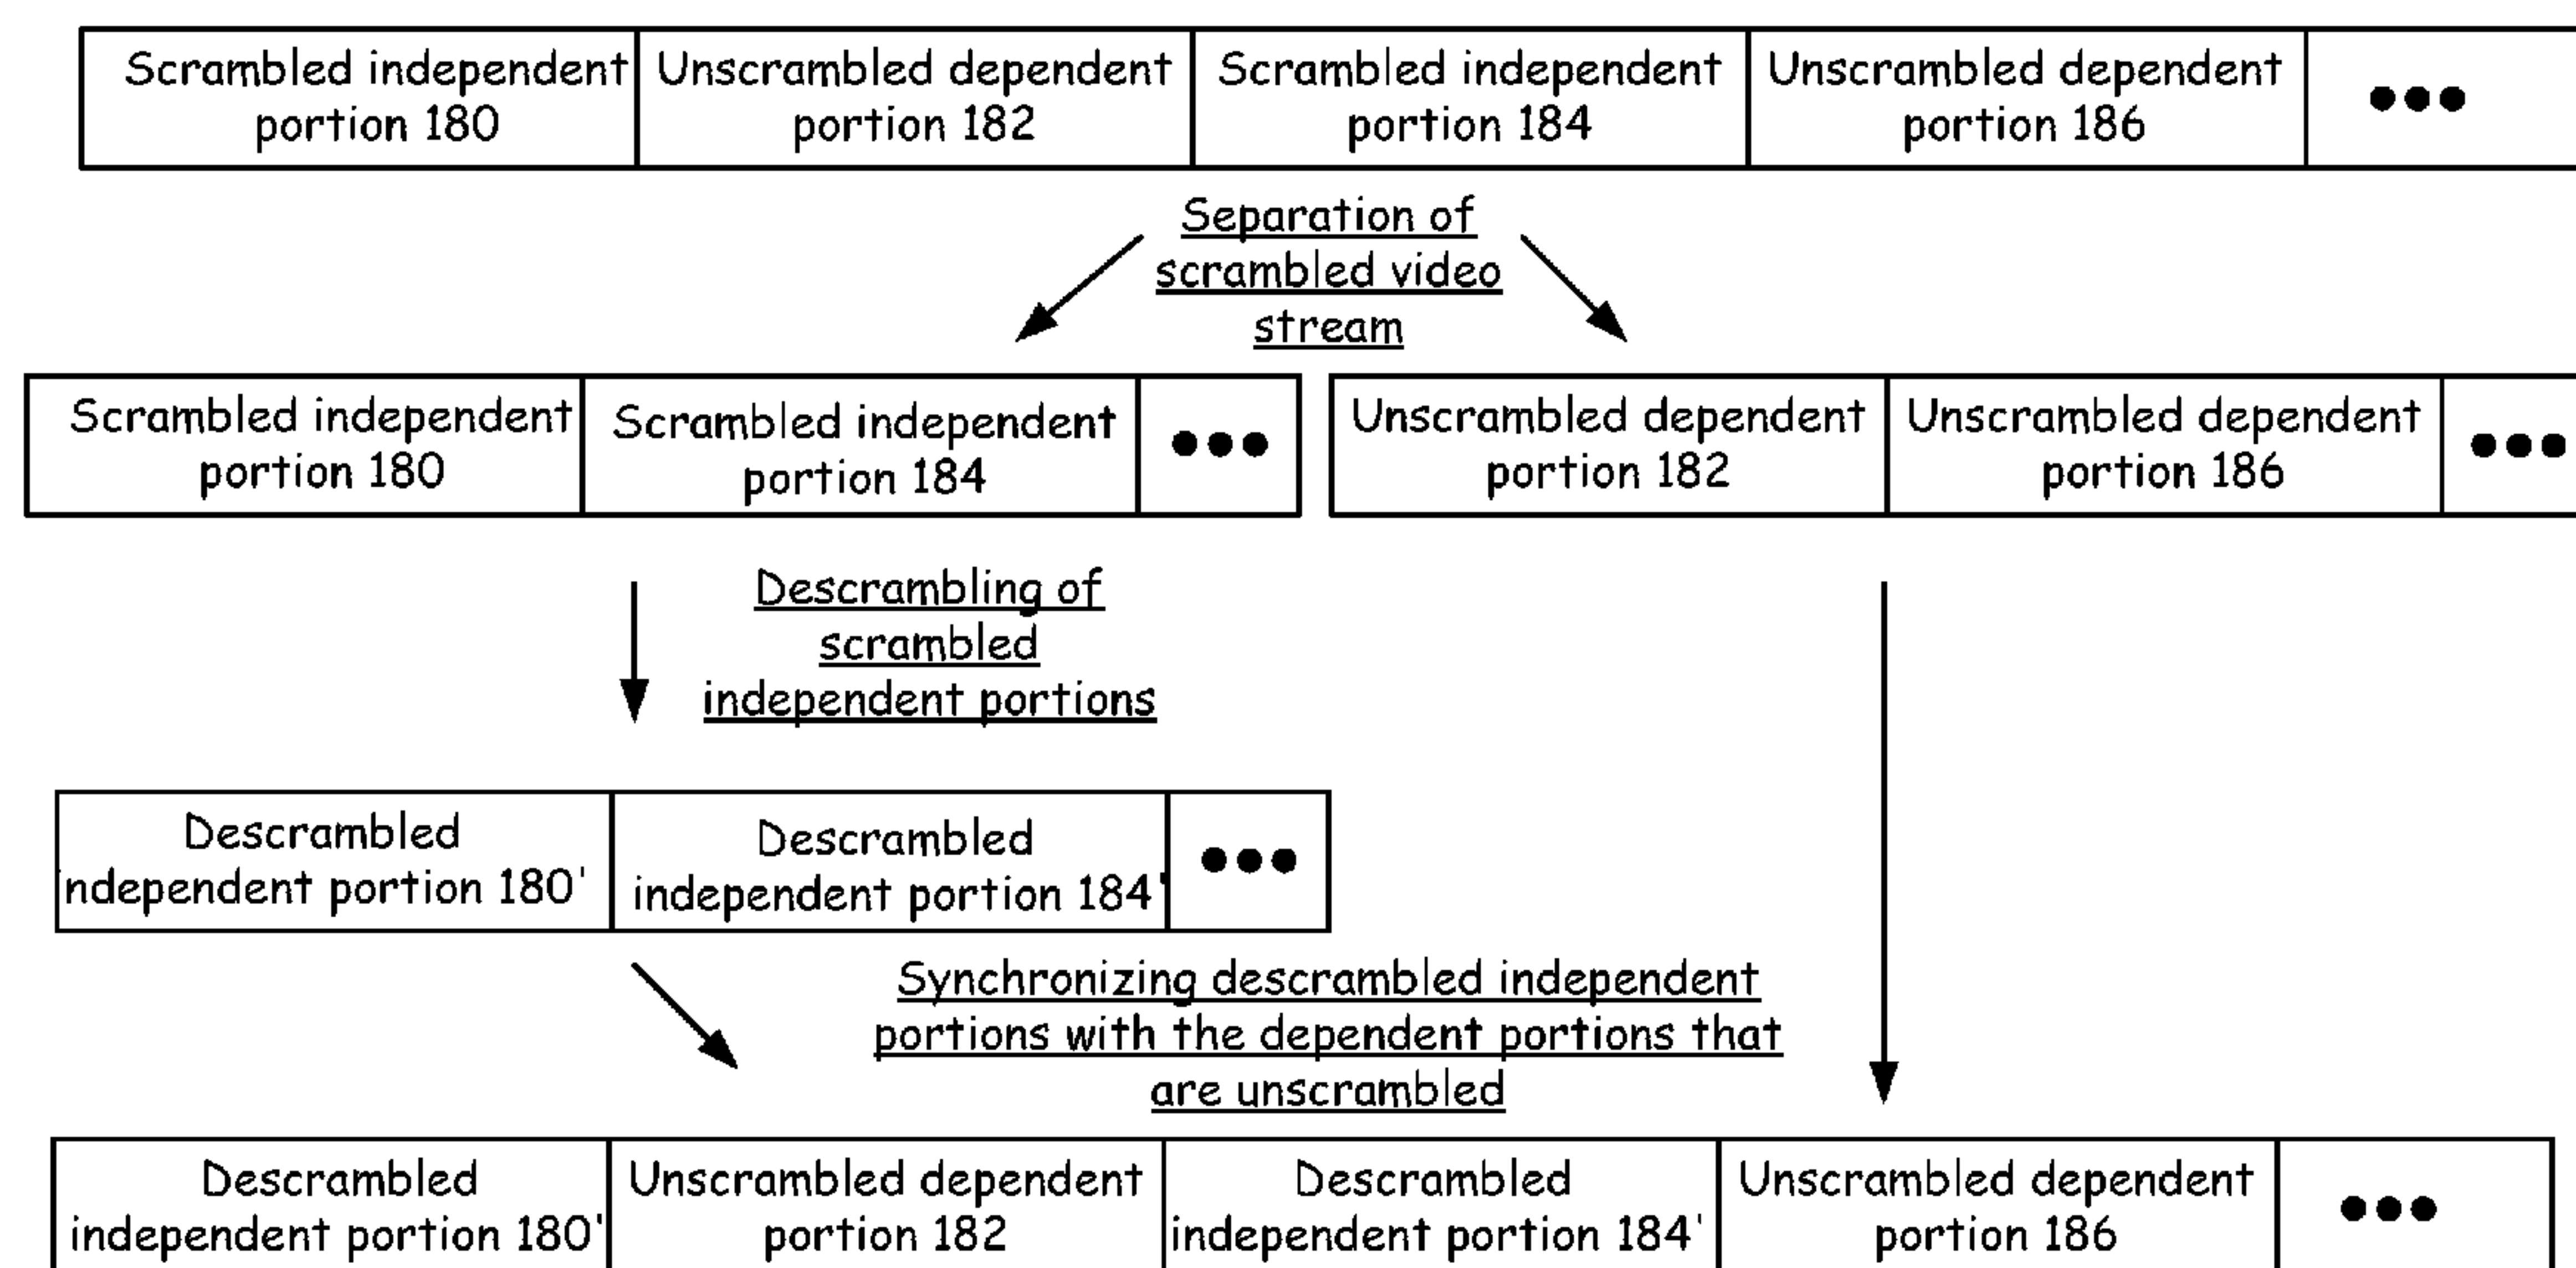 Scrambled independent
portion 180
Unscrambled dependent
portion 182
Scrambled independent
portion 184
Unscrambled dependent
portion 186
•••
Separation of
scrambled video
stream
Scrambled independent
portion 180
Scrambled independent
portion 184
•••
Unscrambled dependent
portion 182
Unscrambled dependent
portion 186
•••
Descrambling of
scrambled
independent portions
Descrambled
ndependent portion 180'
Descrambled
independent portion 184'
•••
Synchronizing descrambled independent
portions with the dependent portions that
are unscrambled
Descrambled
independent portion 180'
Unscrambled dependent
portion 182
Descrambled
independent portion 184'
Unscrambled dependent
portion 186
•••